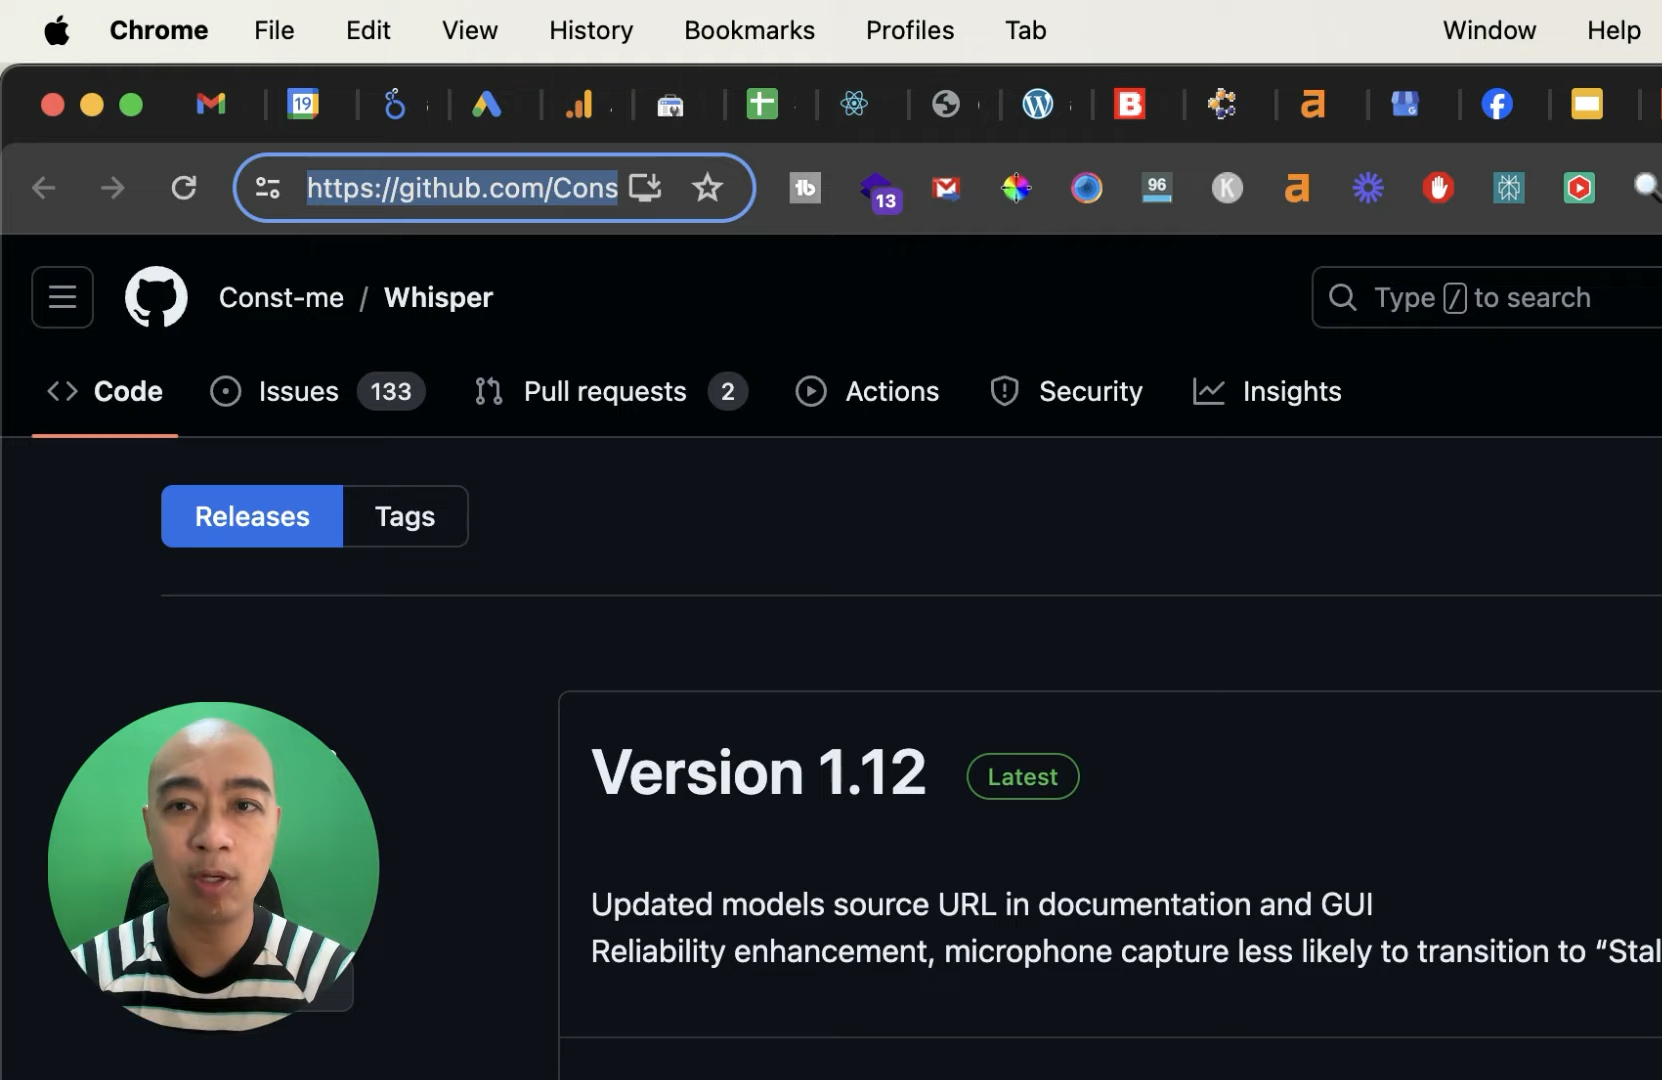 Chrome File Edit View History Bookmarks Profiles Tab Window Help
19
https://github.com/Cons
1b 13 96 K a
Const-me / Whisper
Type / to search
Code Issues 133 Pull requests 2 Actions Security Insights
Releases Tags
Version 1.12 Latest
Updated models source URL in documentation and GUI
Reliability enhancement, microphone capture less likely to transition to “Stal